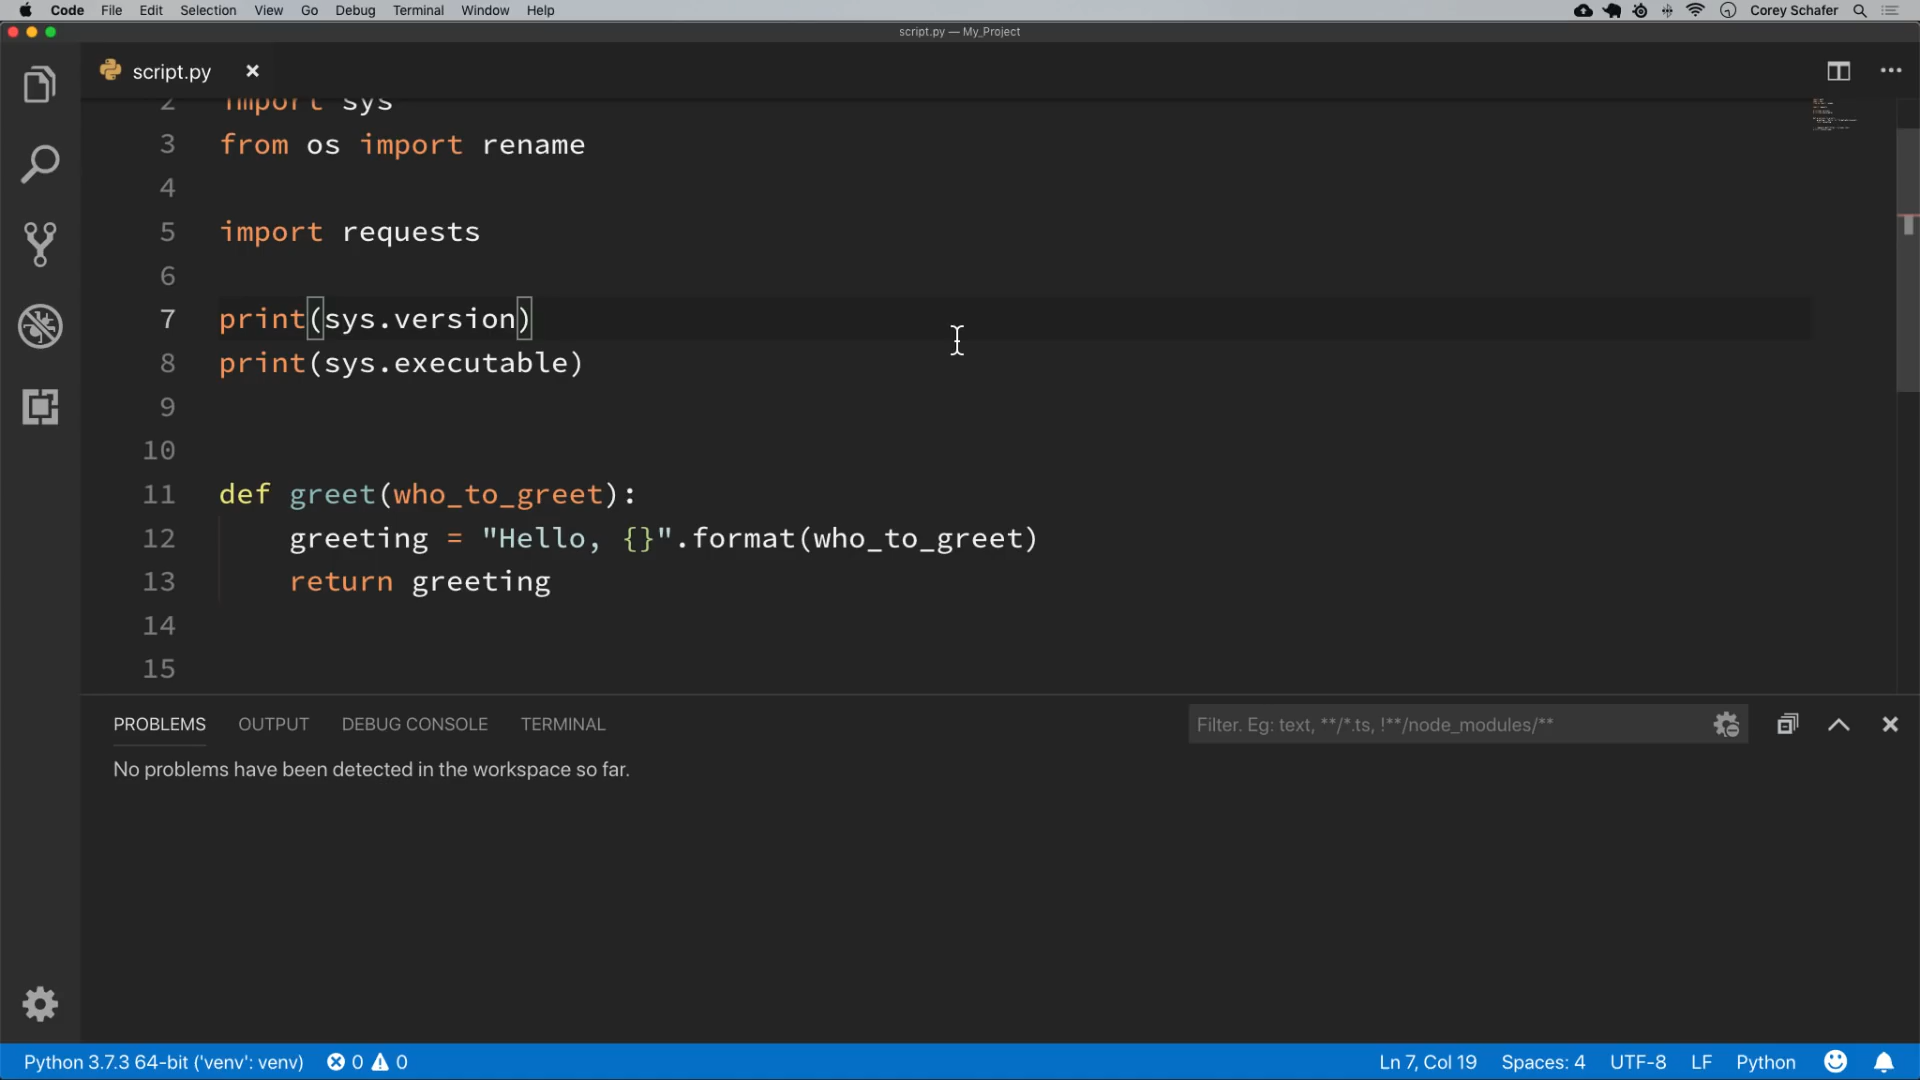 Code File Edit Selection View Go Debug Terminal Window Help Corey Schafer
script.py — My_Project
script.py
2 import sys
3 from os import rename
4
5 import requests
6
7 print(sys.version)
8 print(sys.executable)
9
10
11 def greet(who_to_greet):
12 greeting = "Hello, {}".format(who_to_greet)
13 return greeting
14
15
PROBLEMS OUTPUT DEBUG CONSOLE TERMINAL Filter. Eg: text, **/*.ts, !**/node_modules/**
No problems have been detected in the workspace so far.
Python 3.7.3 64-bit ('venv': venv) 0 0 Ln 7, Col 19 Spaces: 4 UTF-8 LF Python